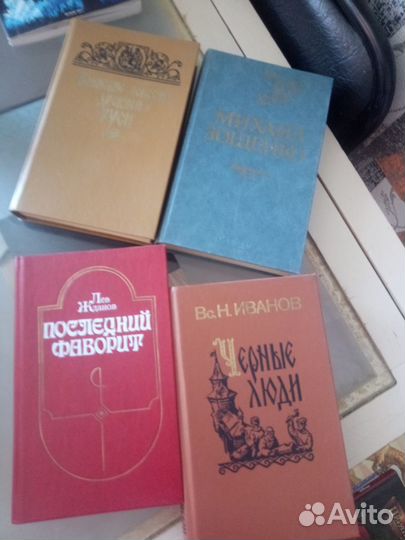 МИХАИЛ
ЗОЩЕНКО
Лев
Жданов
ПОСЛЕДНИЙ
ФАВОРИТ
Вс. Н. ИВАНОВ
Черные
люди
Avito